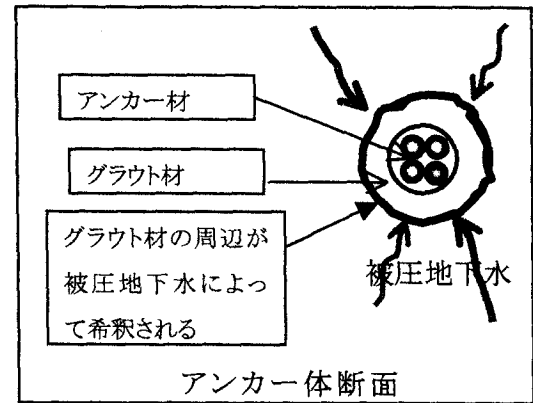 アンカー材
グラウト材
グラウト材の周辺が
被圧地下水によっ
て希釈される
被圧地下水
アンカー体断面